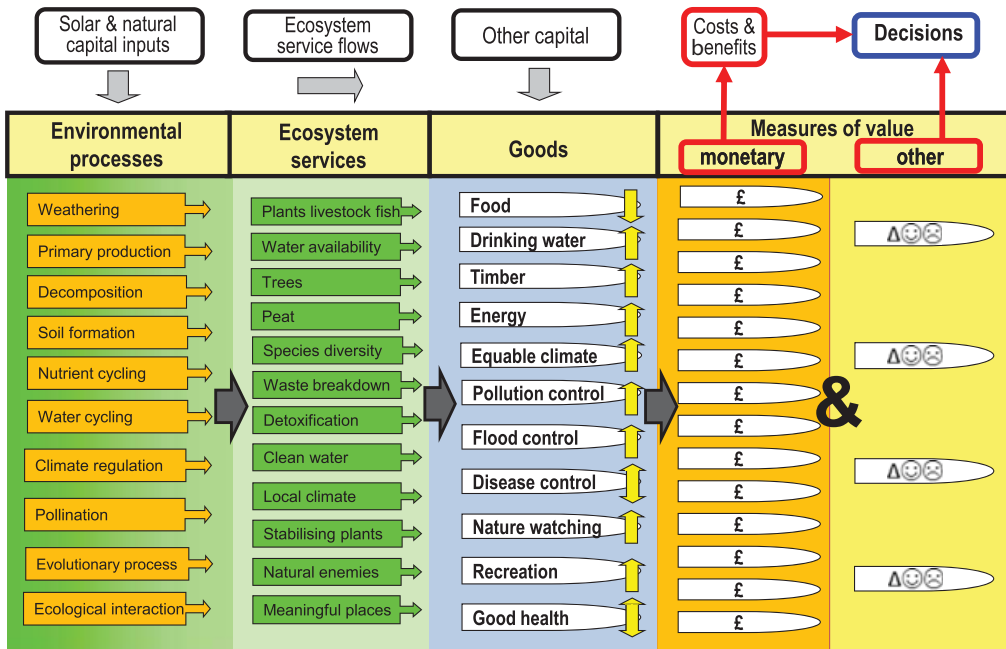 Solar & natural
capital inputs
Ecosystem
service flows
Other capital
Costs &
benefits
Decisions
Environmental
processes
Ecosystem
services
Goods
Measures of value
monetary
other
Weathering
Primary production
Decomposition
Soil formation
Nutrient cycling
Water cycling
Climate regulation
Pollination
Evolutionary process
Ecological interaction
Plants livestock fish
Water availability
Trees
Peat
Species diversity
Waste breakdown
Detoxification
Clean water
Local climate
Stabilising plants
Natural enemies
Meaningful places
Food
Drinking water
Timber
Energy
Equable climate
Pollution control
Flood control
Disease control
Nature watching
Recreation
Good health
£
£
£
£
£
£
£
£
£
£
£
£
£
£
&
Δ☺☹
Δ☺☹
Δ☺☹
Δ☺☹